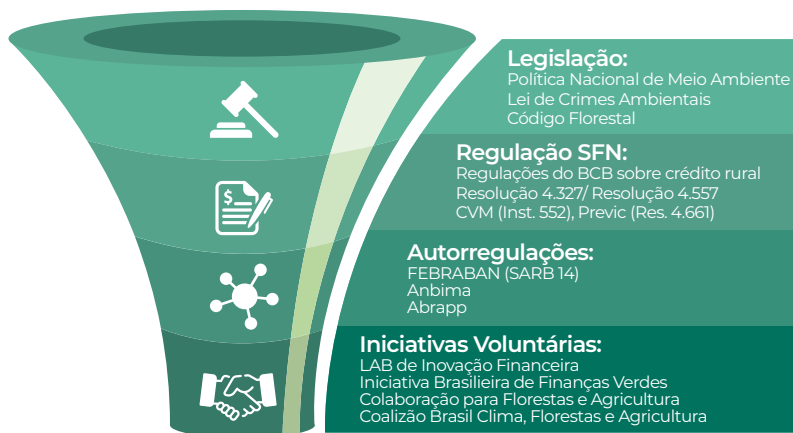 Legislação:
Política Nacional de Meio Ambiente
Lei de Crimes Ambientais
Código Florestal
Regulação SFN:
Regulações do BCB sobre crédito rural
Resolução 4.327/ Resolução 4.557
CVM (Inst. 552), Previc (Res. 4.661)
Autorregulações:
FEBRABAN (SARB 14)
Anbima
Abrapp
Iniciativas Voluntárias:
LAB de Inovação Financeira
Iniciativa Brasilieira de Finanças Verdes
Colaboração para Florestas e Agricultura
Coalizão Brasil Clima, Florestas e Agricultura
$